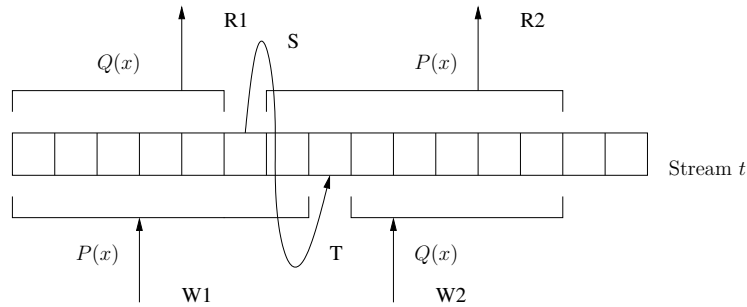 R1
R2
S
Q(x)
P(x)
Stream t
P(x)
T
Q(x)
W1
W2